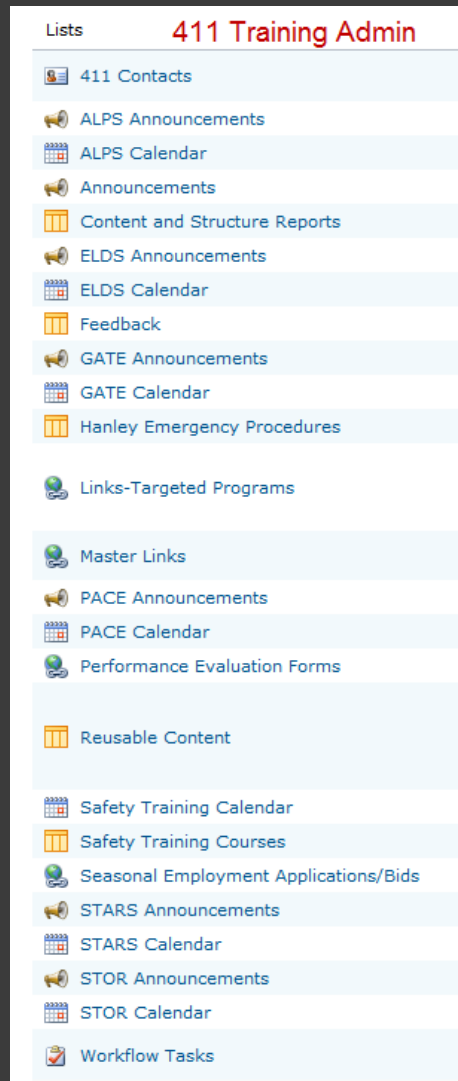 Lists 411 Training Admin
411 Contacts
ALPS Announcements
ALPS Calendar
Announcements
Content and Structure Reports
ELDS Announcements
ELDS Calendar
Feedback
GATE Announcements
GATE Calendar
Hanley Emergency Procedures
Links-Targeted Programs
Master Links
PACE Announcements
PACE Calendar
Performance Evaluation Forms
Reusable Content
Safety Training Calendar
Safety Training Courses
Seasonal Employment Applications/Bids
STARS Announcements
STARS Calendar
STOR Announcements
STOR Calendar
Workflow Tasks